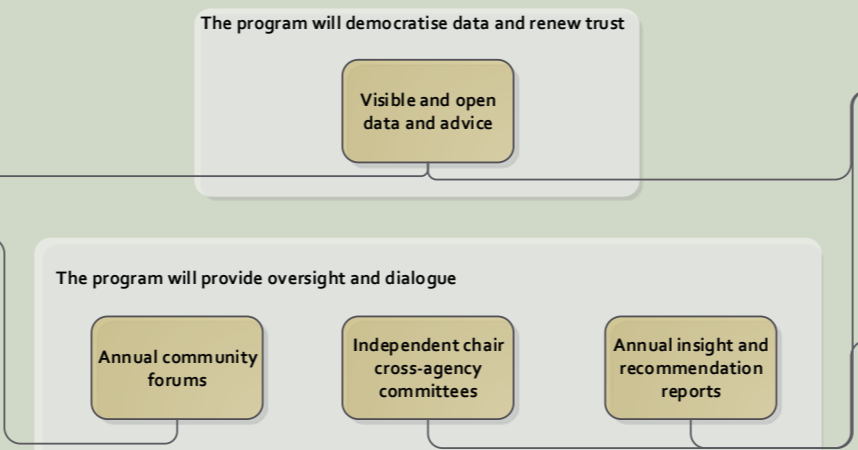 The program will democratise data and renew trust
Visible and open
data and advice
The program will provide oversight and dialogue
Annual community
forums
Independent chair
cross-agency
committees
Annual insight and
recommendation
reports